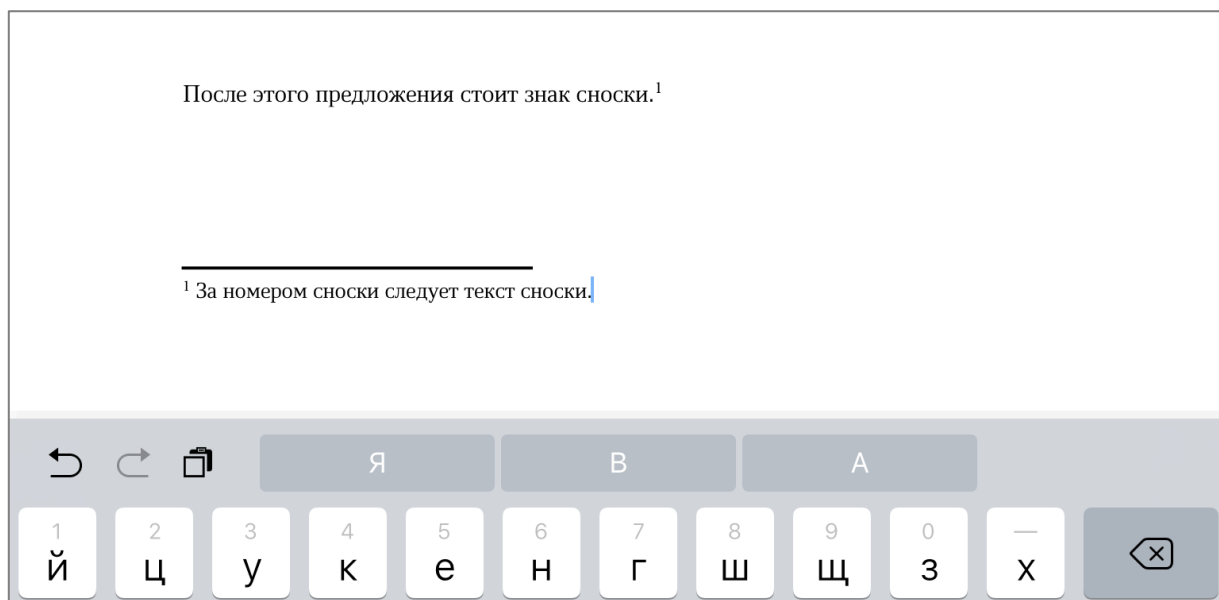 После этого предложения стоит знак сноски.¹
¹ За номером сноски следует текст сноски.
Я В А
1 2 3 4 5 6 7 8 9 0 —
й ц у к е н г ш щ з х